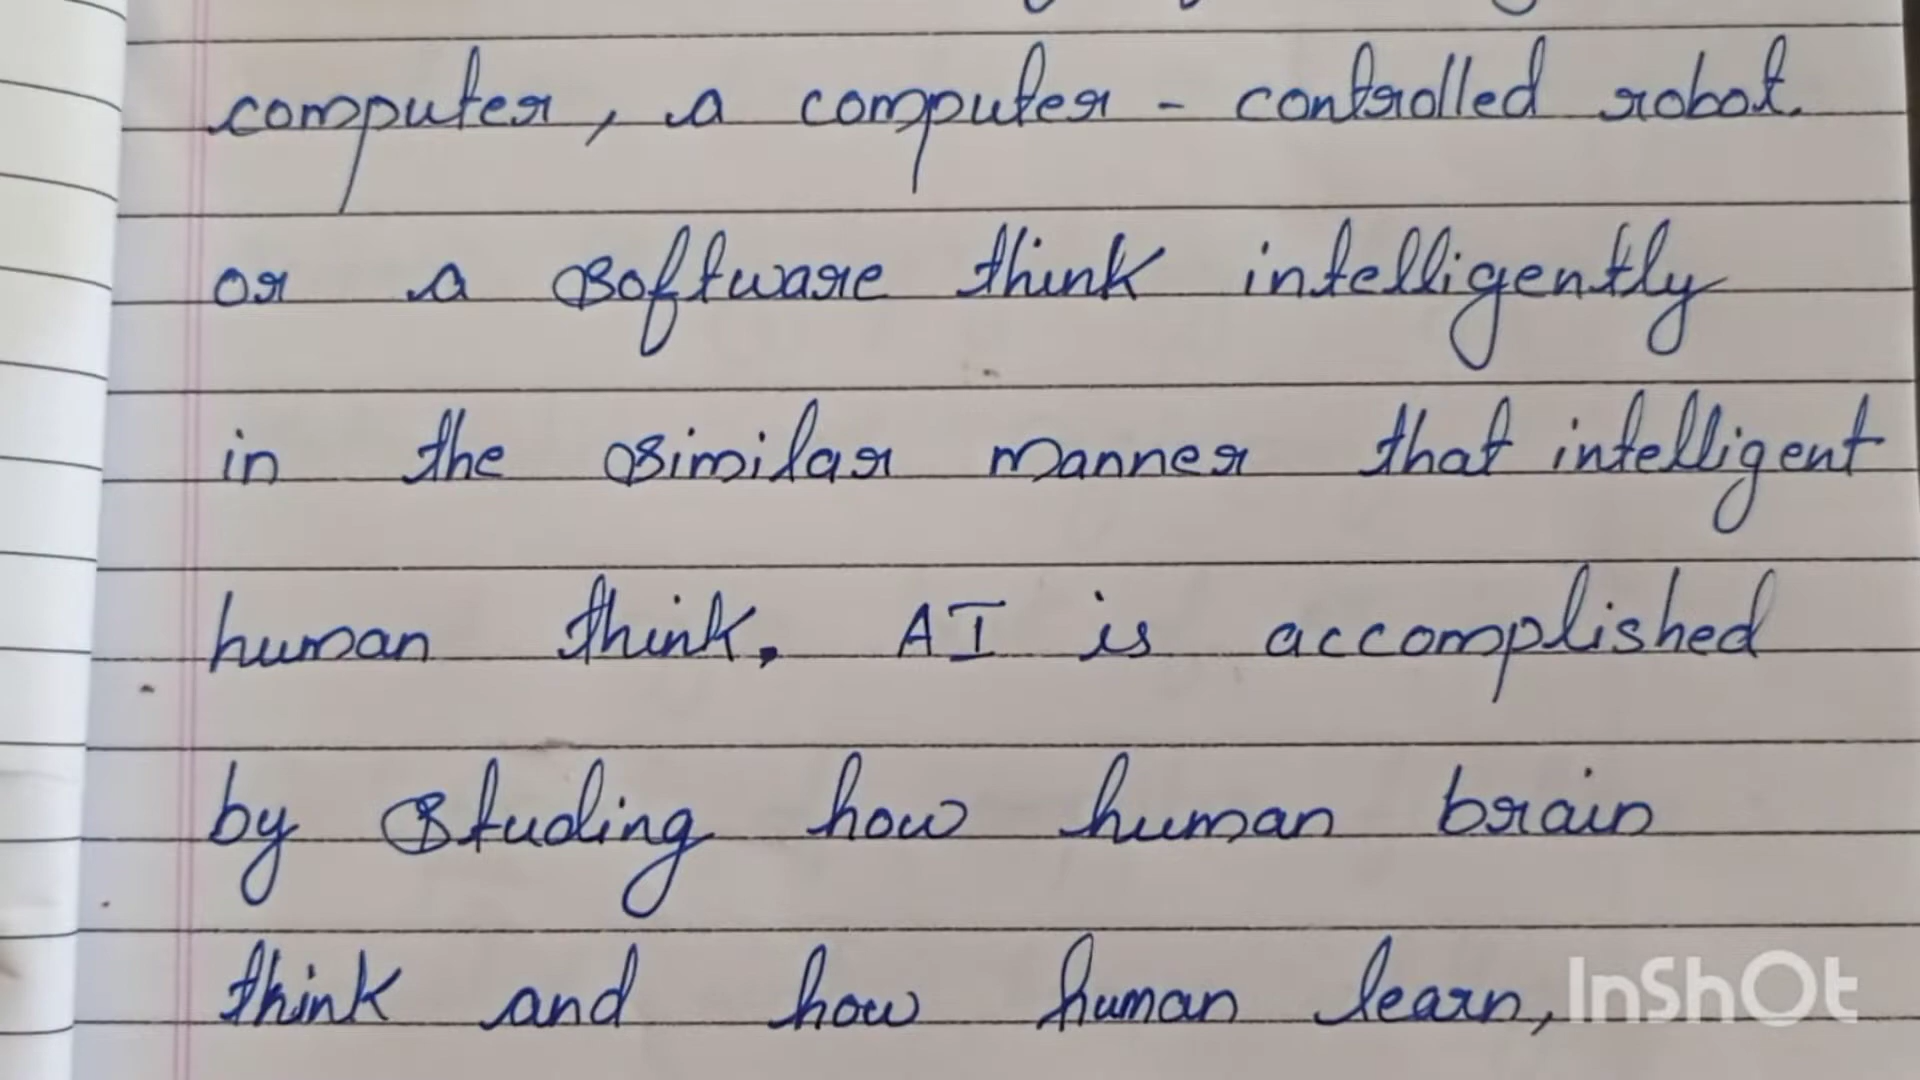 computer, a computer - controlled robot.
or a software think intelligently
in the similar manner that intelligent
human think. AI is accomplished
by studing how human brain
think and how human learn,
InShOt